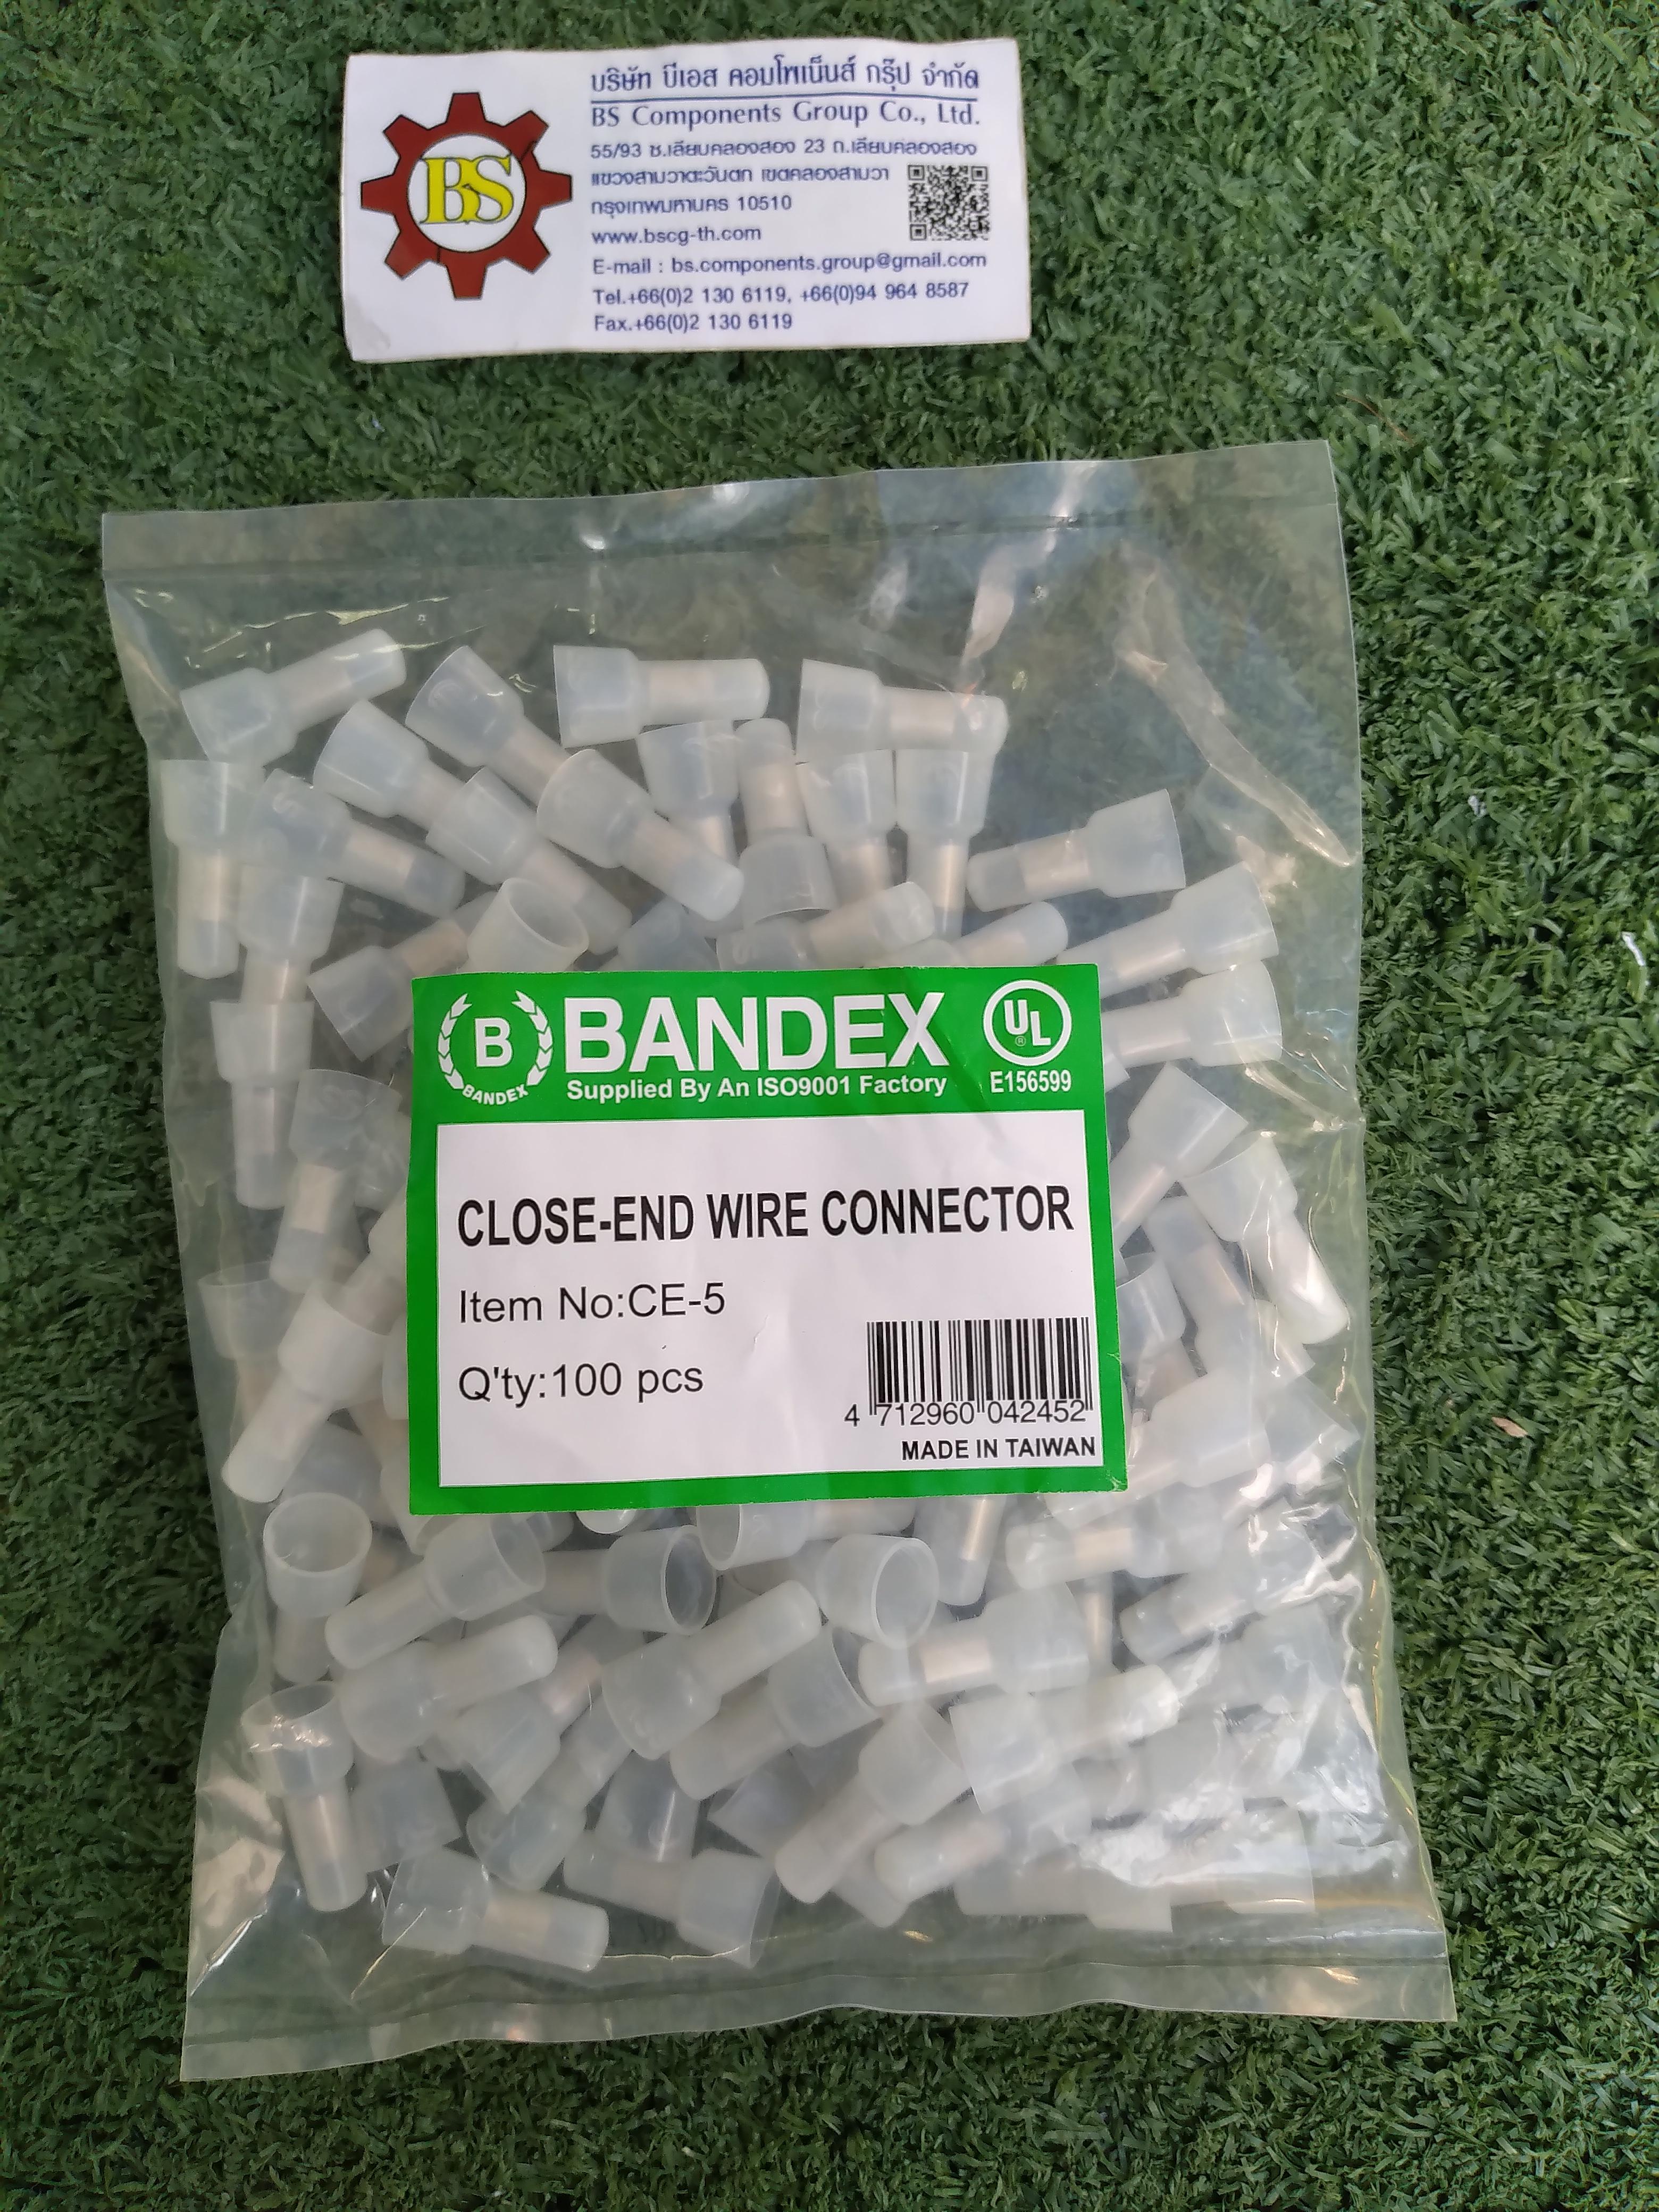 บริษัท บีเอส คอมโพเน็นส์ กรุ๊ป จำกัด
BS Components Group Co., Ltd.
BS
55/93 ซ.เลียบคลองสอง 23 ถ.เลียบคลองสอง
แขวงสามวาตะวันตก เขตคลองสามวา
กรุงเทพมหานคร 10510
www.bscg-th.com
E-mail : bs.components.group@gmail.com
Tel.+66(0)2 130 6119, +66(0)94 964 8587
Fax.+66(0)2 130 6119
B
BANDEX
BANDEX
UL
®
Supplied By An ISO9001 Factory
E156599
CLOSE-END WIRE CONNECTOR
Item No:CE-5
Q'ty:100 pcs
4 712960 042452
MADE IN TAIWAN